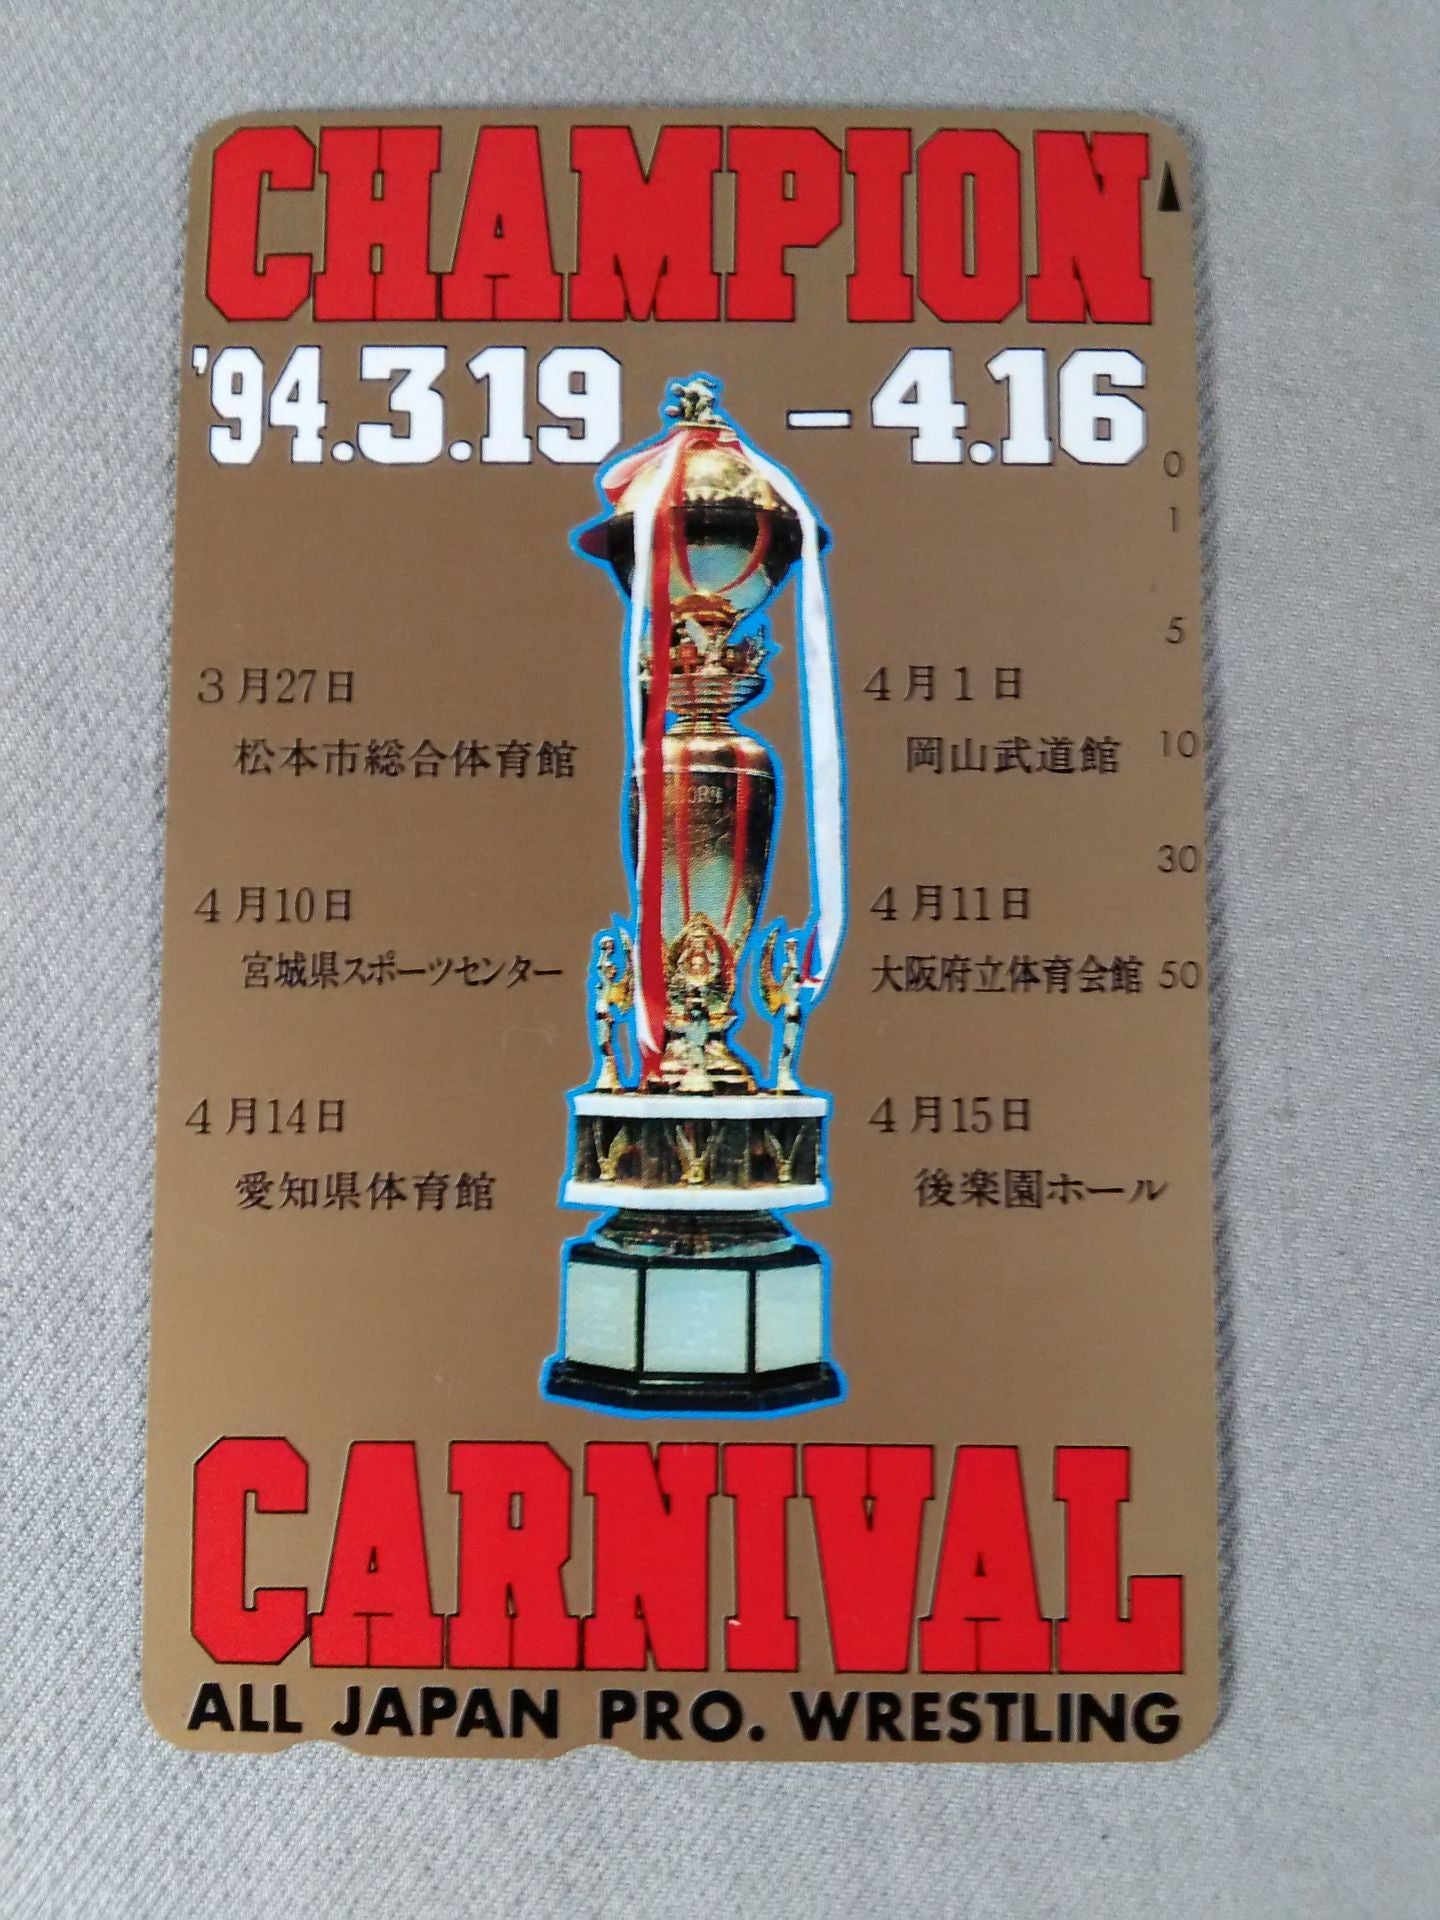 CHAMPION
'94.3.19 – 4.16
3月27日
松本市総合体育館
4月1日
岡山武道館
4月10日
宮城県スポーツセンター
4月11日
大阪府立体育会館
4月14日
愛知県体育館
4月15日
後楽園ホール
0
1
5
10
30
50
CARNIVAL
ALL JAPAN PRO. WRESTLING